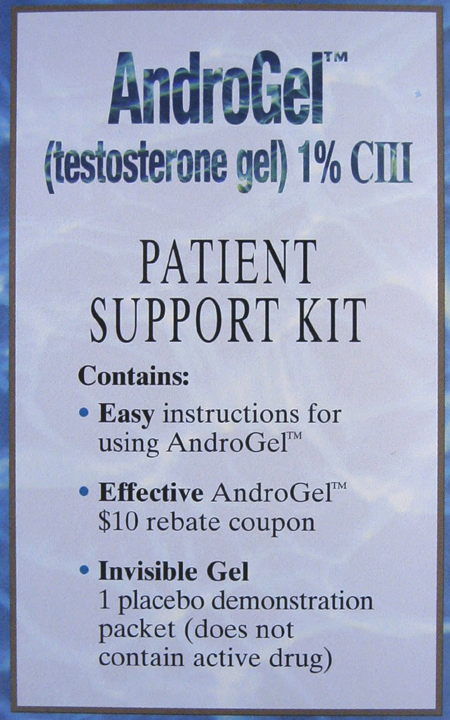 AndroGel™
(testosterone gel) 1% CIII
PATIENT
SUPPORT KIT
Contains:
• Easy instructions for
using AndroGel™
• Effective AndroGel™
$10 rebate coupon
• Invisible Gel
1 placebo demonstration
packet (does not
contain active drug)